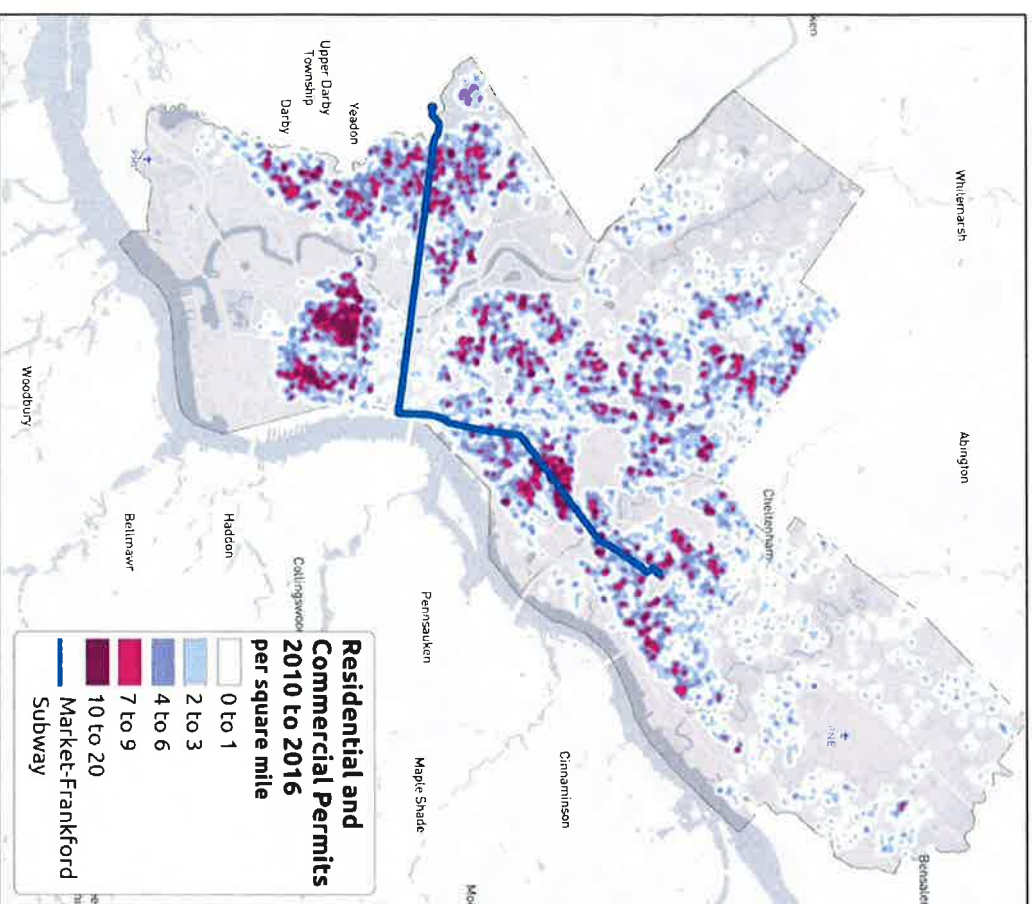 Residential and
Commercial Permits
2010 to 2016
per square mile
0 to 1
2 to 3
4 to 6
7 to 9
10 to 20
Market-Frankford
Subway
Whitemarsh
Abington
Cheltenham
PNE
Upper Darby
Township
Yeadon
Darby
Cinnaminson
Pennsauken
Maple Shade
Haddon
Bellmawr
Woodbury